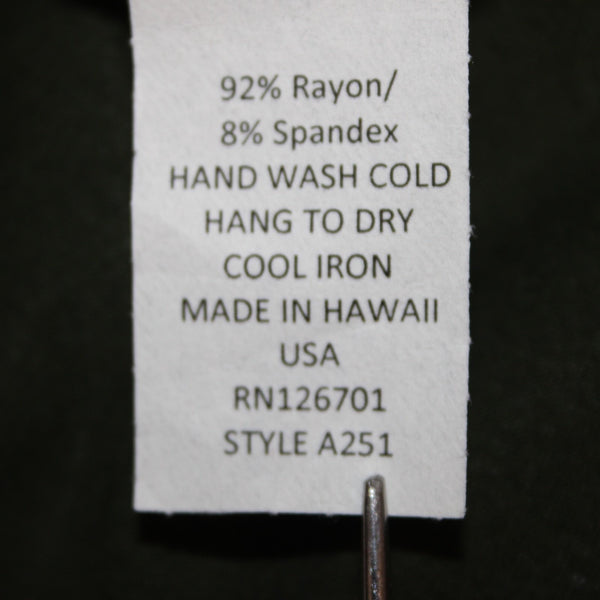 92% Rayon/
8% Spandex
HAND WASH COLD
HANG TO DRY
COOL IRON
MADE IN HAWAII
USA
RN126701
STYLE A251